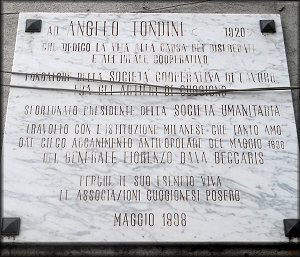 AD ANGELO FONDINI C 1920
CHE DEDICÒ LA VITA ALLA CAUSA DEI DISEREDATI
E ALL'IDEALE COOPERATIVO
FONDATORE DELLA SOCIETÀ COOPERATIVA DI LAVORO
FRA GLI ARTIERI DI CUGGIONO
SFORTUNATO PRESIDENTE DELLA SOCIETÀ UMANITARIA
TRAVOLTO CON L'ISTITUZIONE MILANESE CHE TANTO AMÒ
DAL CIECO ACCANIMENTO ANTIPOPOLARE DEL MAGGIO 1898
DEL GENERALE FIORENZO BAVA BECCARIS
PERCHÈ IL SUO ESEMPIO VIVA
LE ASSOCIAZIONI CUGGIONESI POSERO
MAGGIO 1998